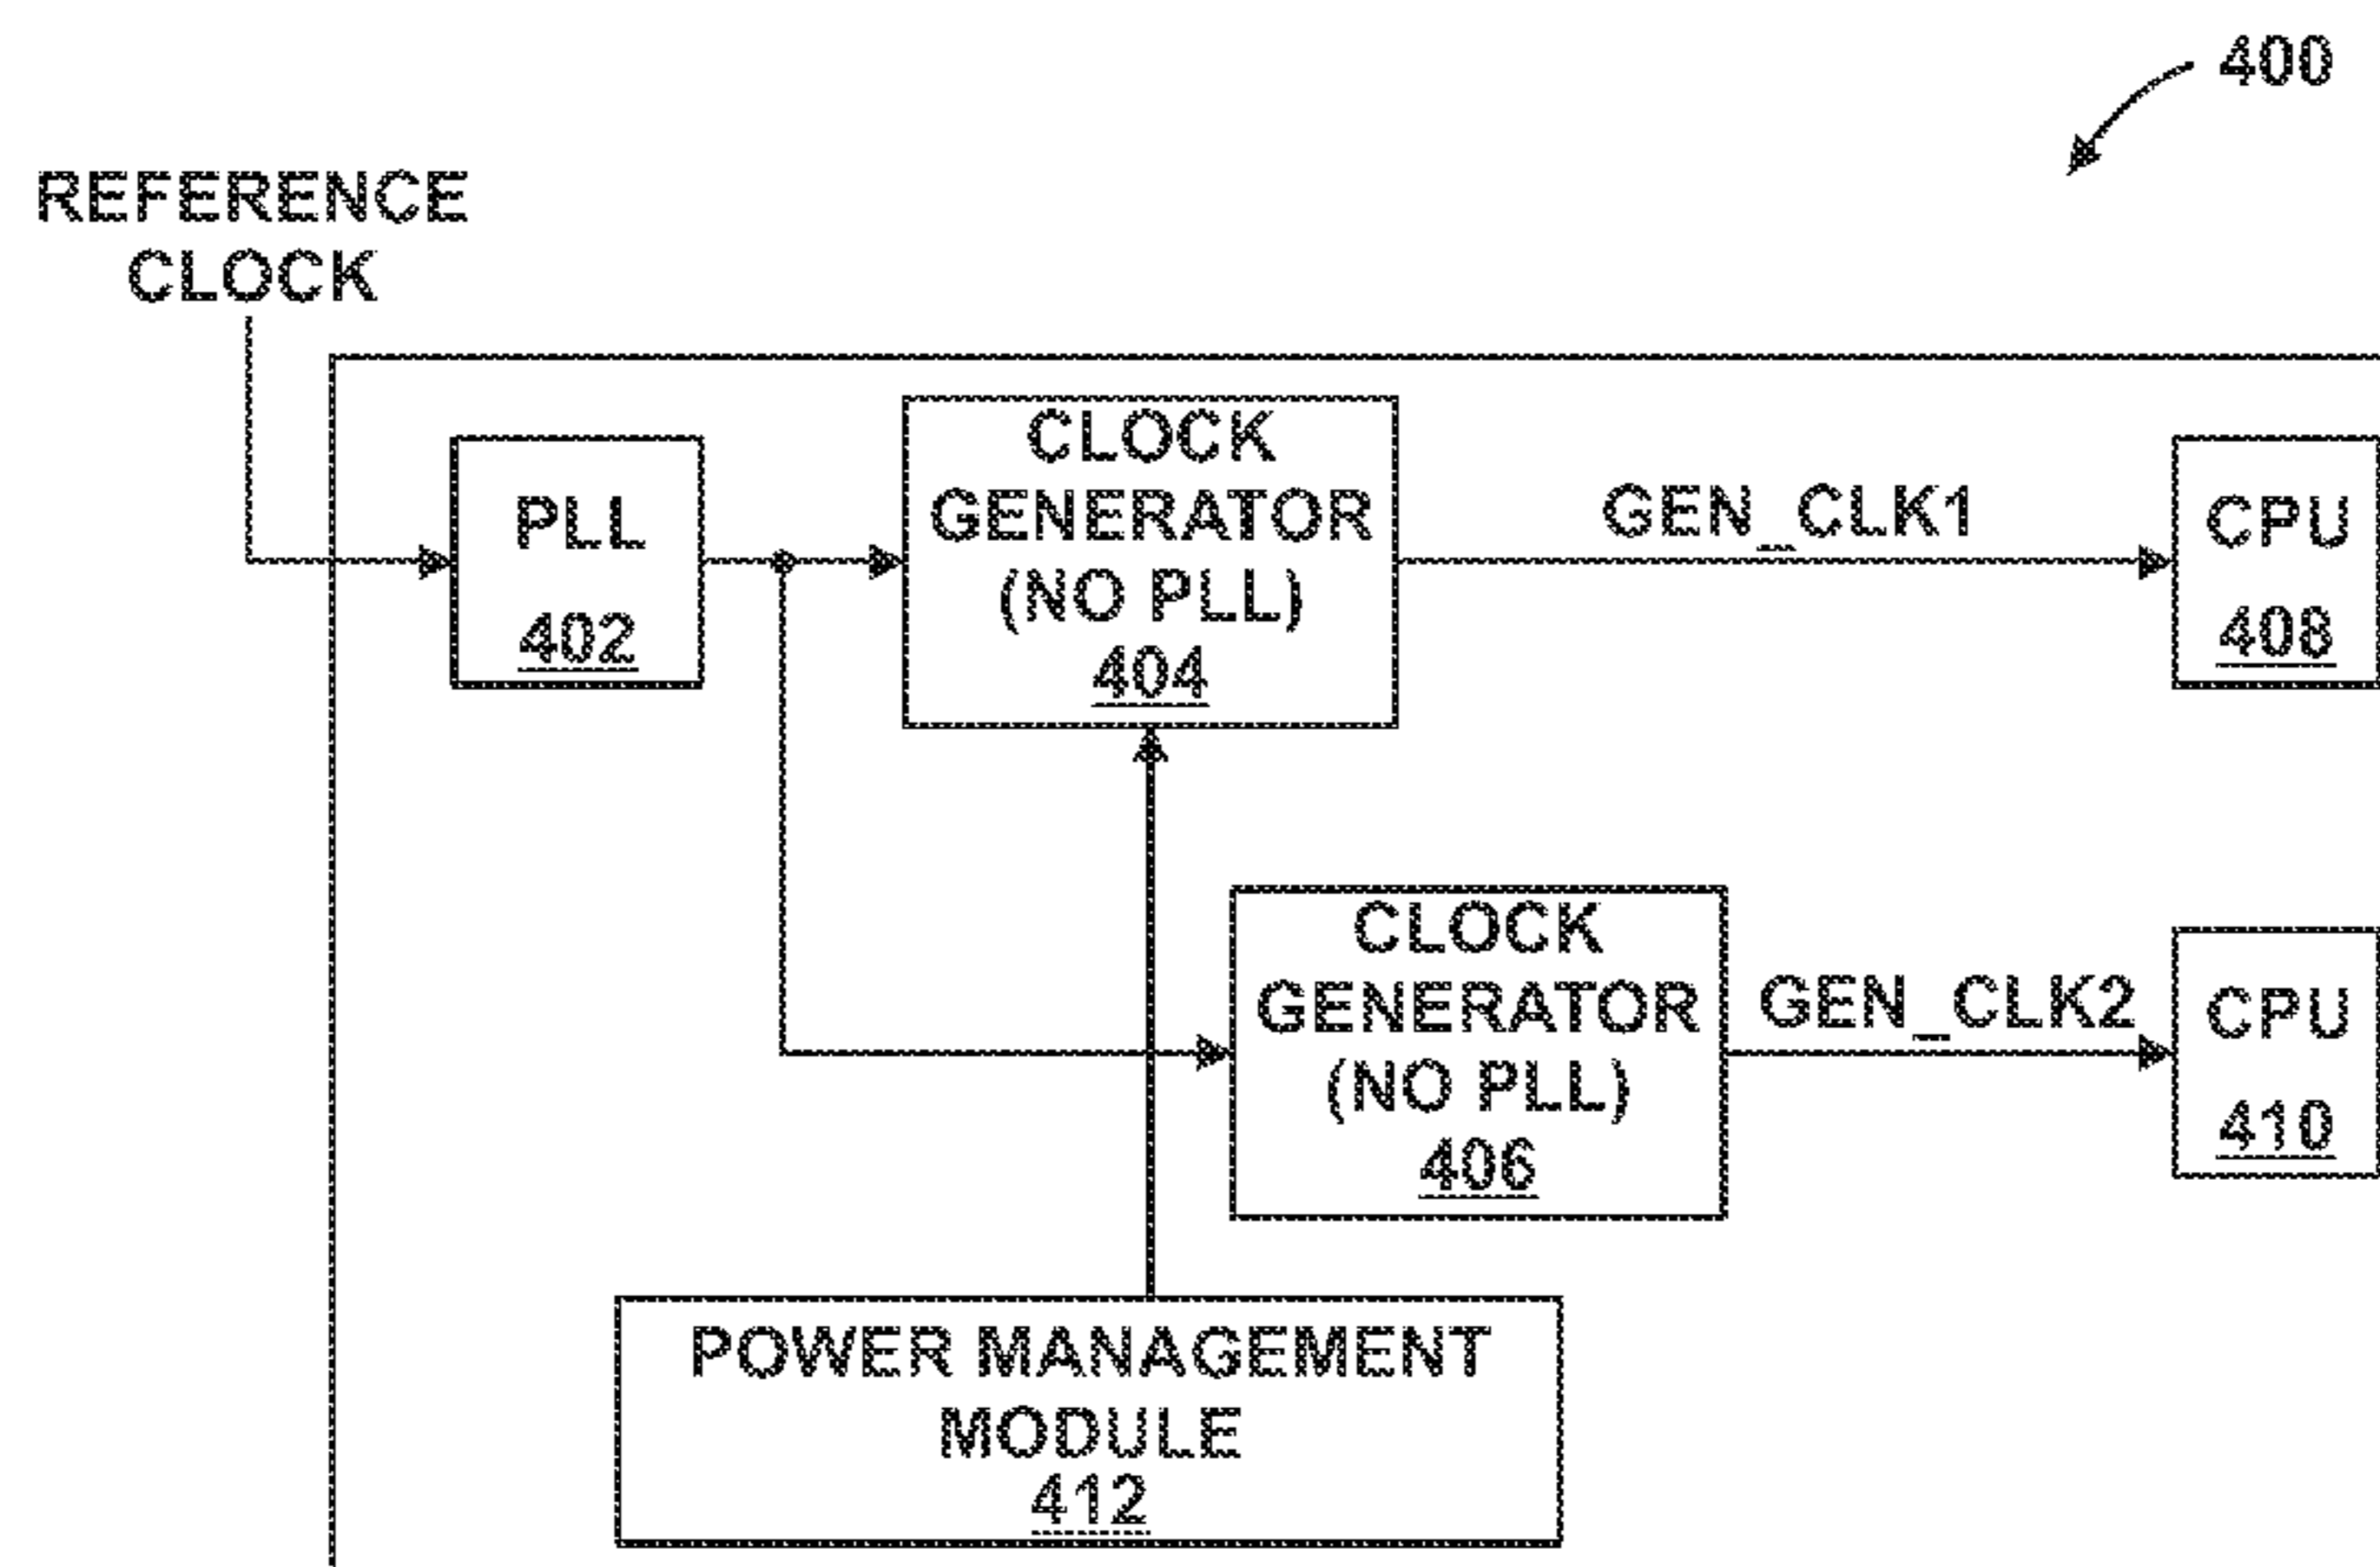 400
REFERENCE
CLOCK
PLL
402
CLOCK
GENERATOR
(NO PLL)
404
GEN_CLK1
CPU
408
CLOCK
GENERATOR
(NO PLL)
406
GEN_CLK2
CPU
410
POWER MANAGEMENT
MODULE
412